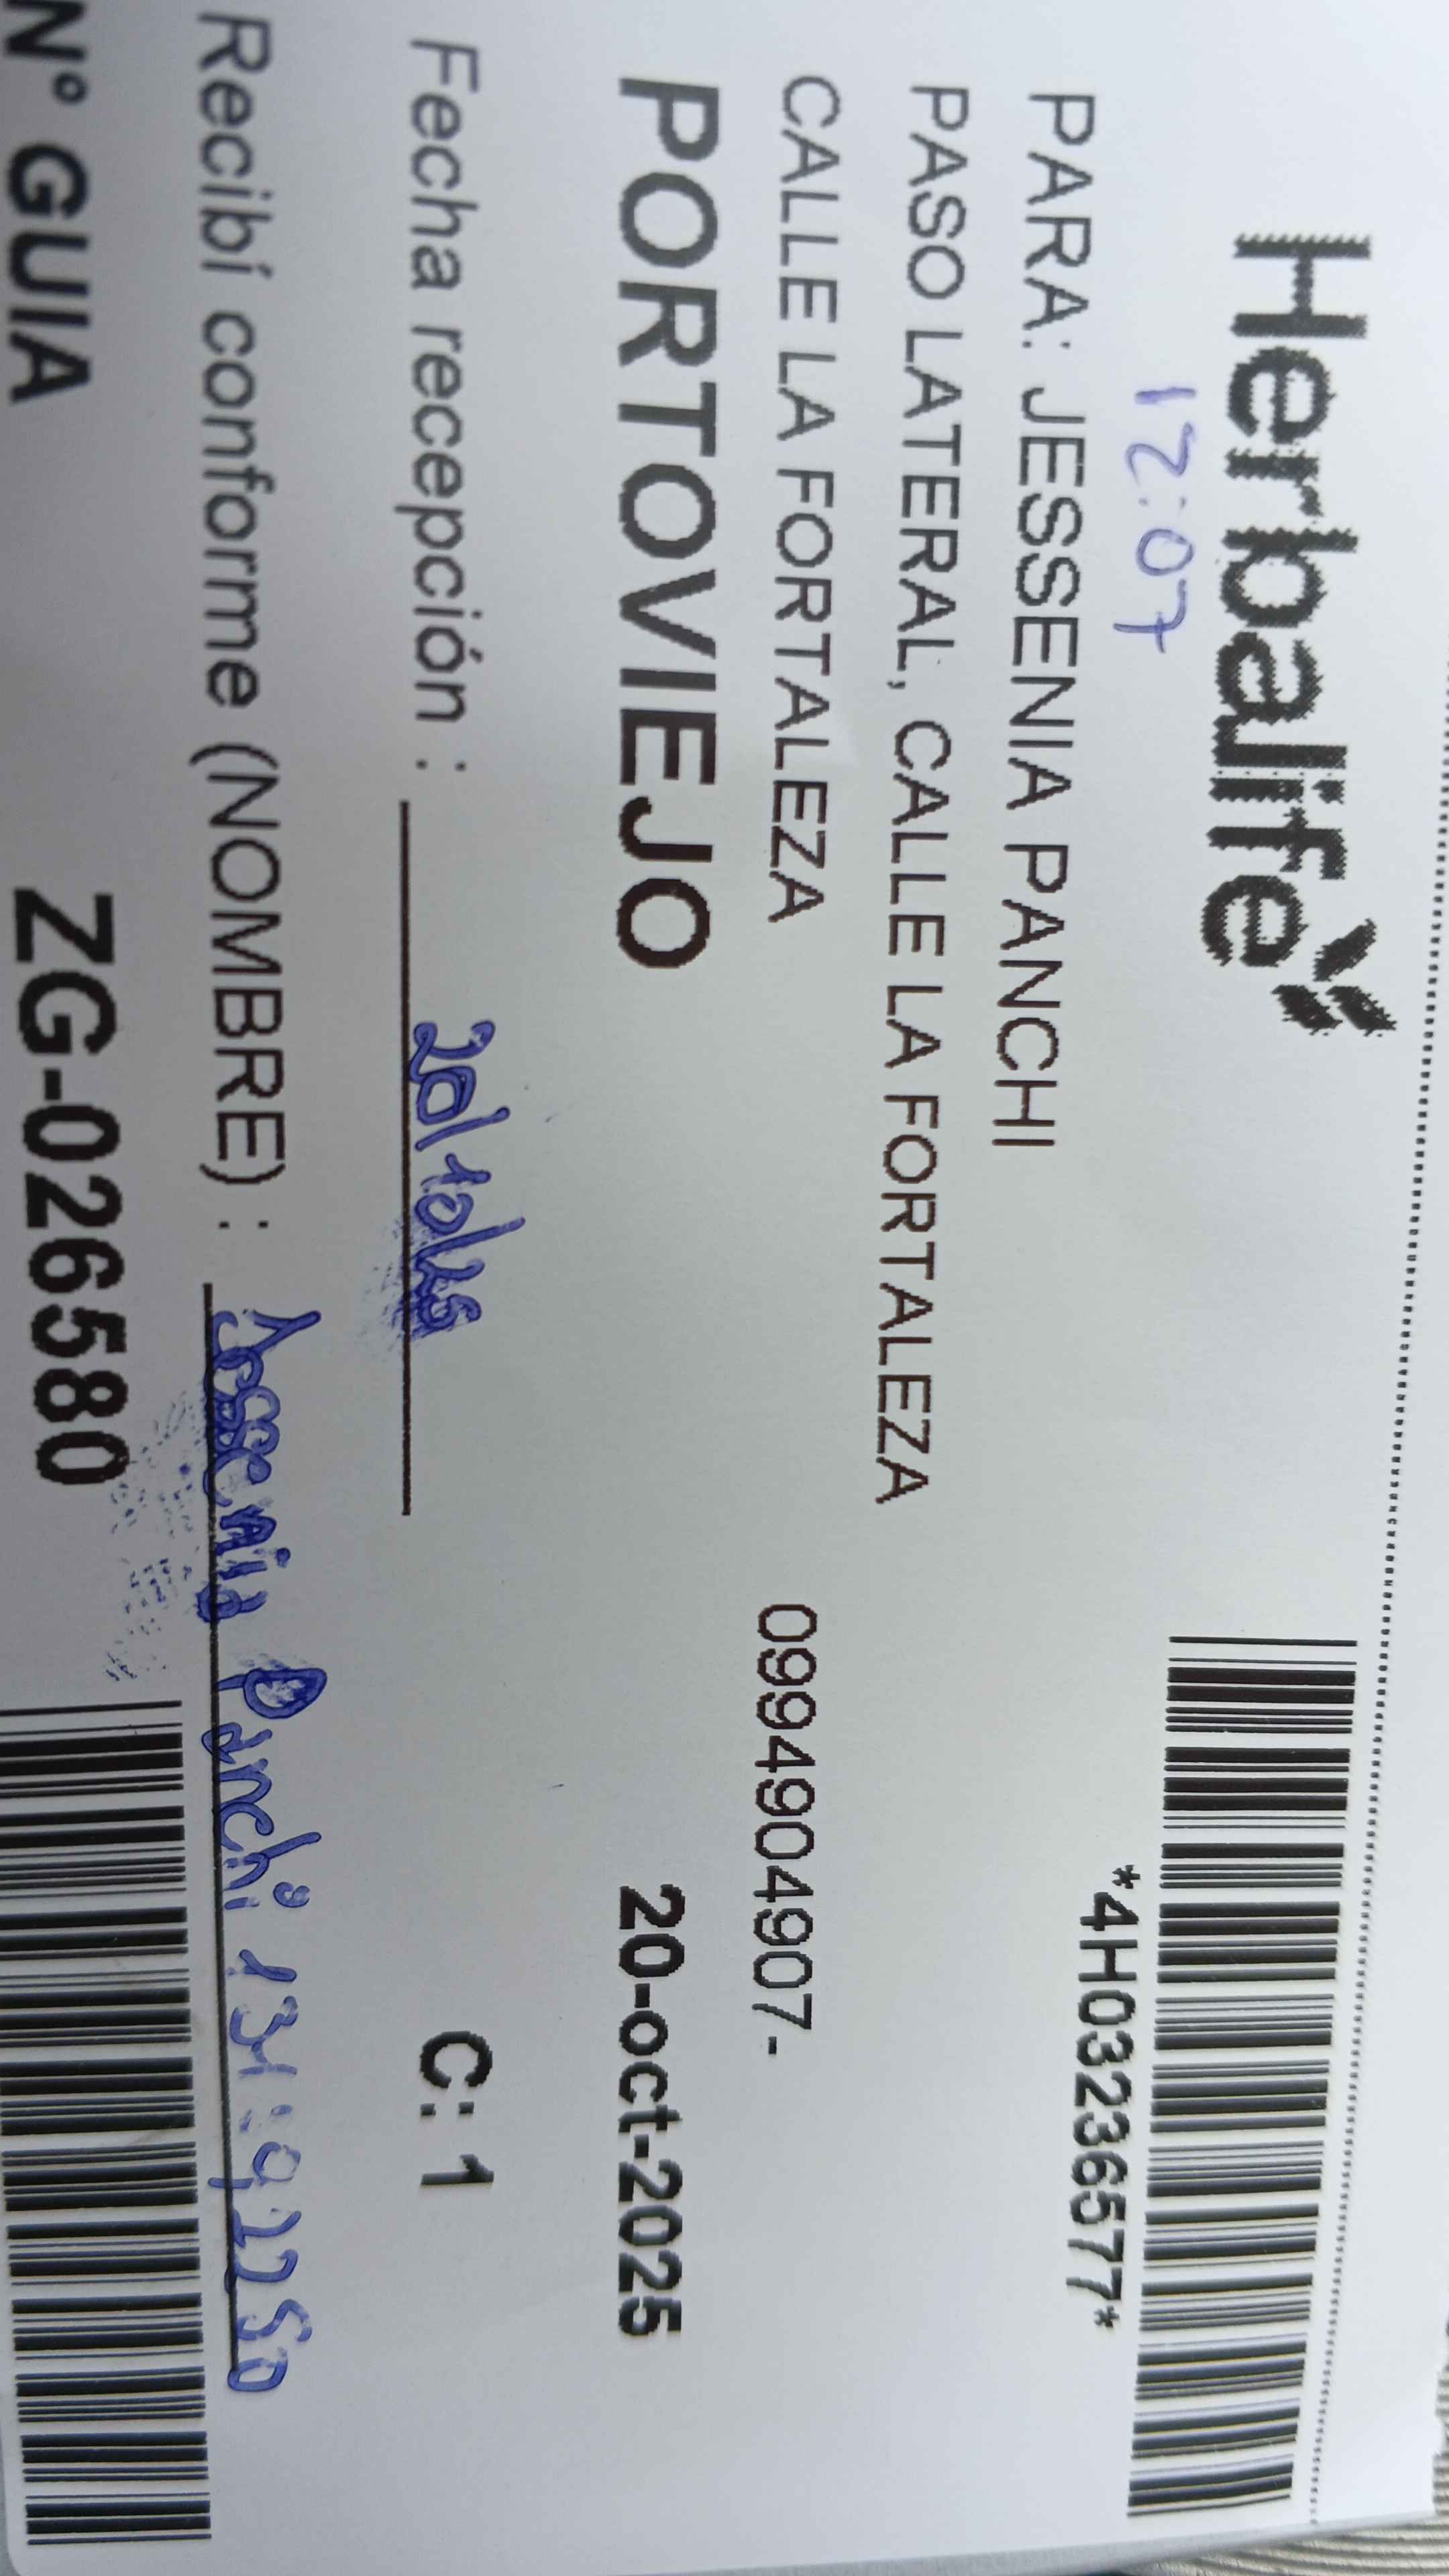 Herbalife
*4H03236577*
12:07
PARA: JESSENIA PANCHI
PASO LATERAL, CALLE LA FORTALEZA
CALLE LA FORTALEZA 0994904907-
PORTOVIEJO 20-oct-2025
Fecha recepción : 20/10/25 C: 1
Recibí conforme (NOMBRE) : Jessenia Panchi
N° GUIA ZG-026580